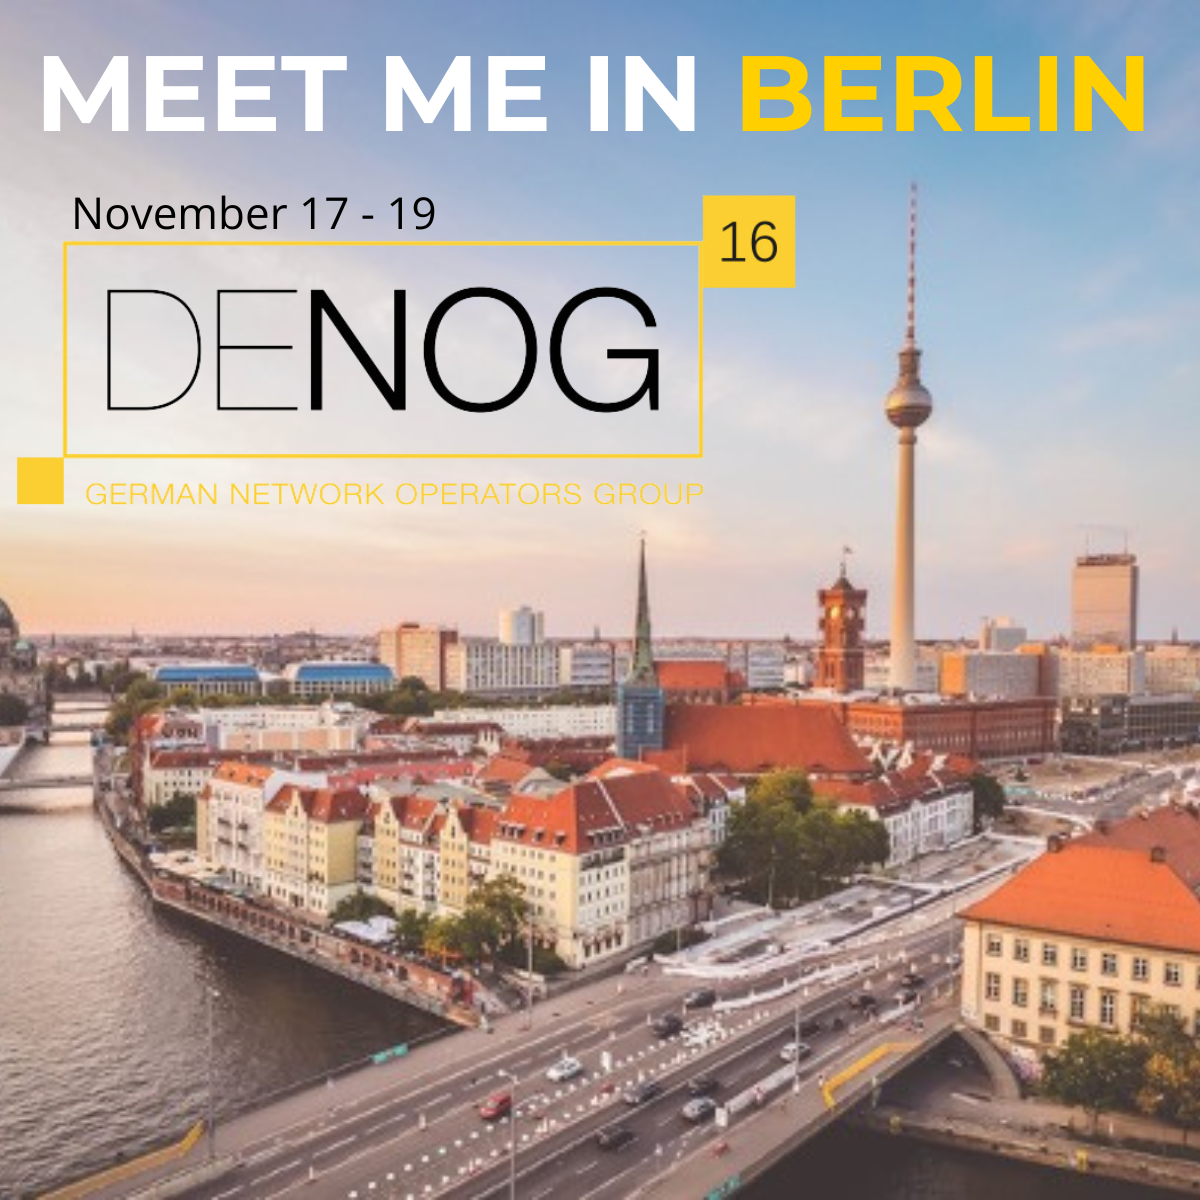 MEET ME IN BERLIN
November 17 - 19
16
DENOG
GERMAN NETWORK OPERATORS GROUP